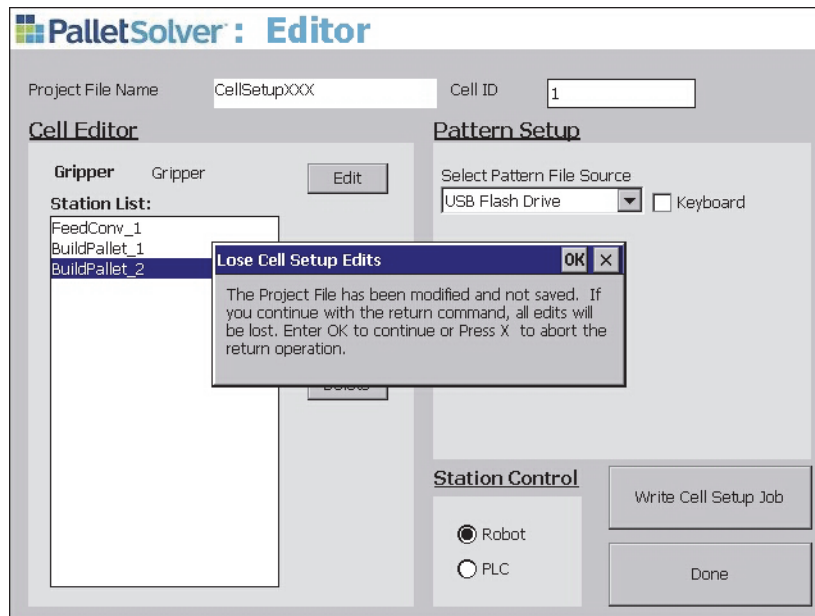 PalletSolver: Editor
Project File Name CellSetupXXX Cell ID 1
Cell Editor Pattern Setup
Gripper Gripper Edit
Select Pattern File Source
Station List:
USB Flash Drive Keyboard
FeedConv_1
BuildPallet_1
BuildPallet_2
Lose Cell Setup Edits OK X
The Project File has been modified and not saved. If
you continue with the return command, all edits will
be lost. Enter OK to continue or Press X to abort the
return operation.
Station Control
Write Cell Setup Job
Robot
PLC
Done